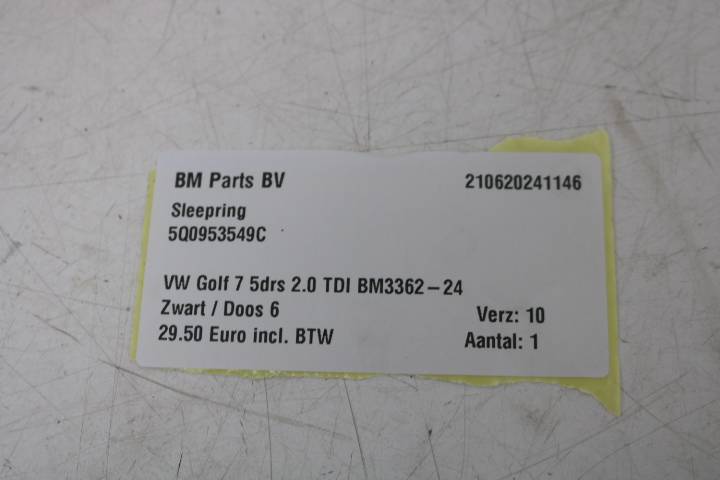 BM Parts BV 210620241146
Sleepring
5Q0953549C
VW Golf 7 5drs 2.0 TDI BM3362-24
Zwart / Doos 6 Verz: 10
29.50 Euro incl. BTW Aantal: 1